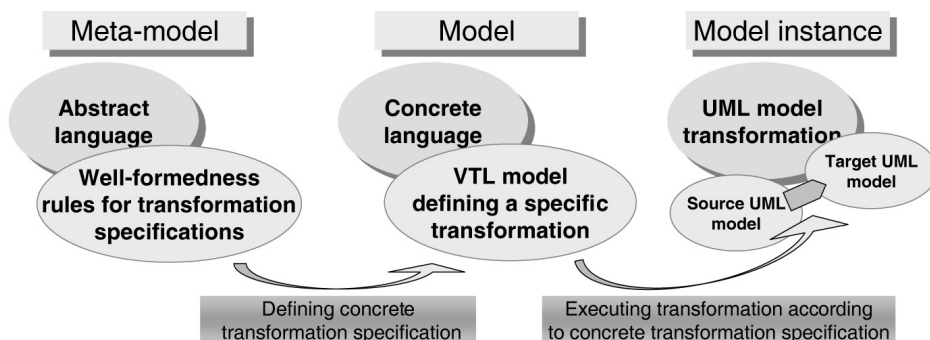 Meta-model
Model
Model instance
Abstract
language
Well-formedness
rules for transformation
specifications
Concrete
language
VTL model
defining a specific
transformation
UML model
transformation
Target UML
model
Source UML
model
Defining concrete
transformation specification
Executing transformation according
to concrete transformation specification